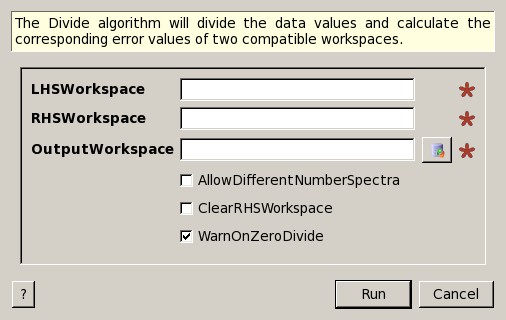 The Divide algorithm will divide the data values and calculate the
corresponding error values of two compatible workspaces.
LHSWorkspace
RHSWorkspace
OutputWorkspace
AllowDifferentNumberSpectra
ClearRHSWorkspace
WarnOnZeroDivide
? Run Cancel